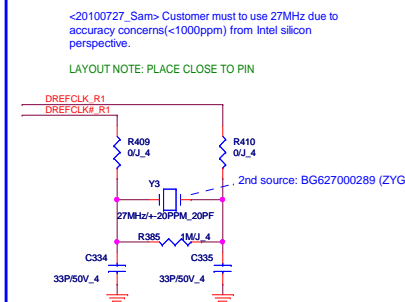 <20100727_Sam> Customer must to use 27MHz due to
accuracy concerns(<1000ppm) from Intel silicon
perspective.
LAYOUT NOTE: PLACE CLOSE TO PIN
DREFCLK_R1
DREFCLK#_R1
R409
0/J_4
R410
0/J_4
Y3
2nd source: BG627000289 (ZYG
27MHz/+-20PPM_20PF
R385
1M/J_4
C334
C335
33P/50V_4
33P/50V_4